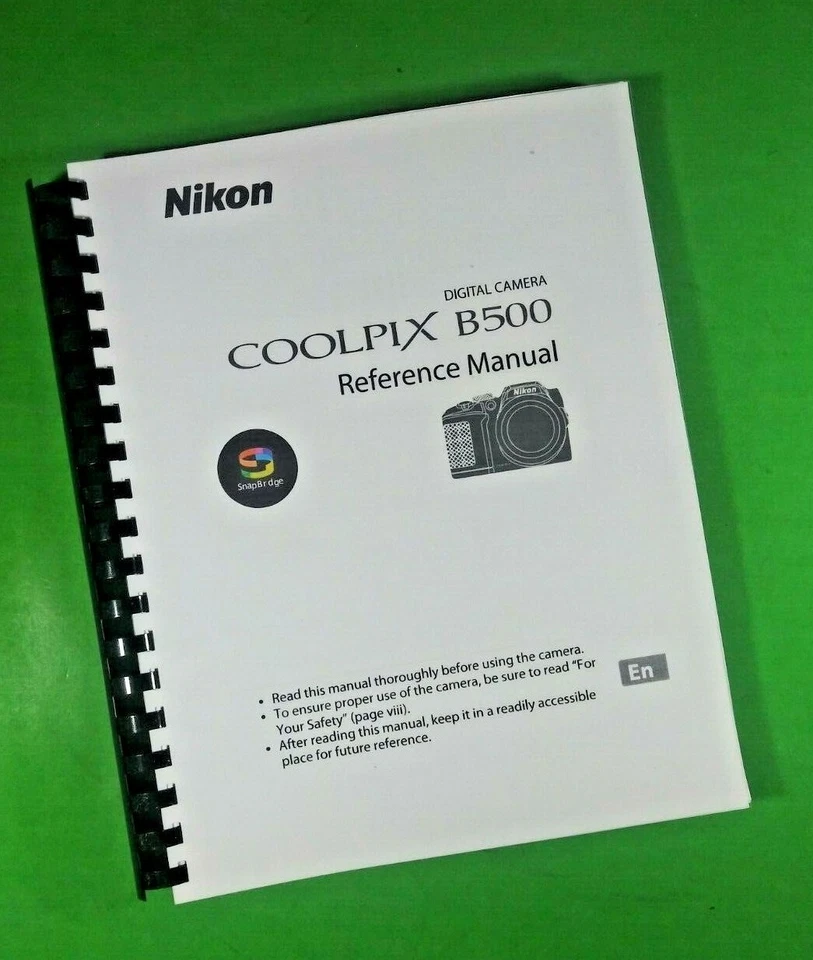 Nikon
DIGITAL CAMERA
COOLPIX B500
Reference Manual
Nikon
SnapBridge
• Read this manual thoroughly before using the camera.
• To ensure proper use of the camera, be sure to read “For
Your Safety” (page viii).
• After reading this manual, keep it in a readily accessible
place for future reference.
En